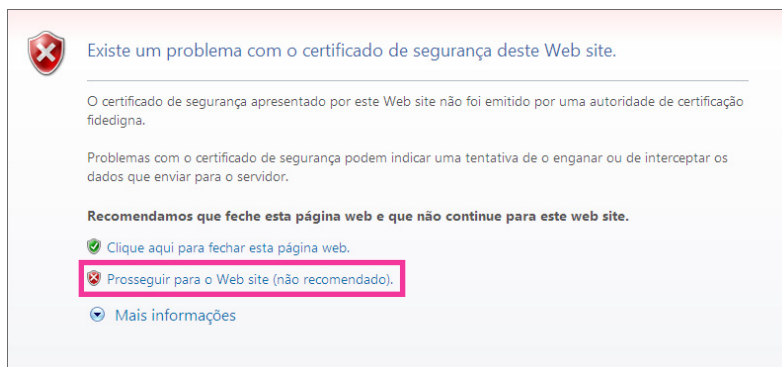 Existe um problema com o certificado de segurança deste Web site.
O certificado de segurança apresentado por este Web site não foi emitido por uma autoridade de certificação
fidedigna.
Problemas com o certificado de segurança podem indicar uma tentativa de o enganar ou de interceptar os
dados que enviar para o servidor.
Recomendamos que feche esta página web e que não continue para este web site.
Clique aqui para fechar esta página web.
Prosseguir para o Web site (não recomendado).
Mais informações